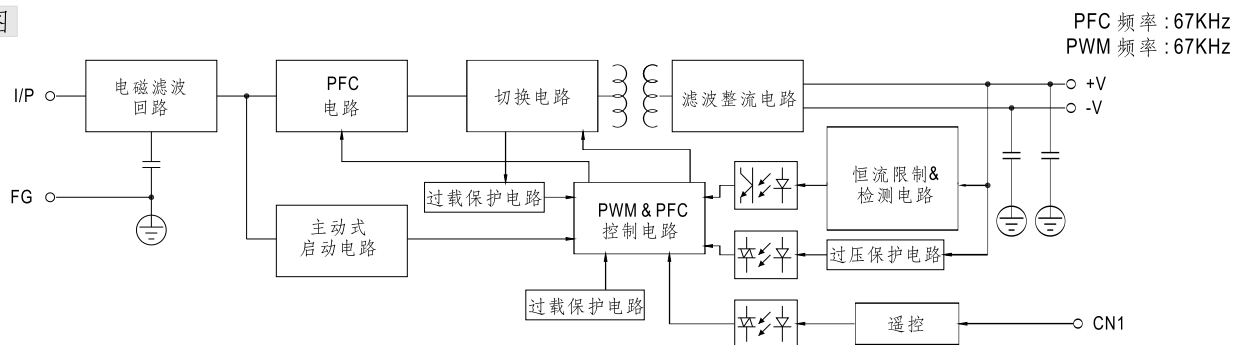 图
PFC 频率 : 67KHz
PWM 频率 : 67KHz
I/P
电磁滤波
回路
PFC
电路
切换电路
滤波整流电路
+V
-V
FG
过载保护电路
主动式
启动电路
PWM & PFC
控制电路
恒流限制&
检测电路
过压保护电路
过载保护电路
遥控
CN1